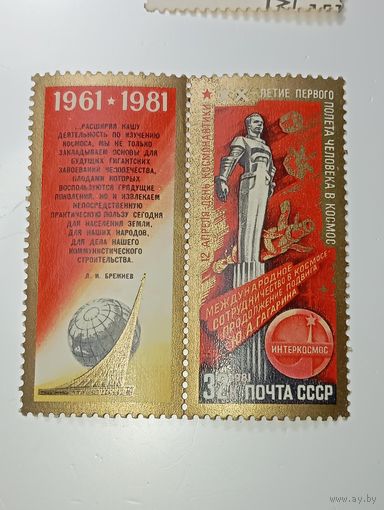 1961 ★ 1981
...РАСШИРЯЯ НАШУ
ДЕЯТЕЛЬНОСТЬ ПО ИЗУЧЕНИЮ
КОСМОСА, МЫ НЕ ТОЛЬКО
ЗАКЛАДЫВАЕМ ОСНОВЫ ДЛЯ
БУДУЩИХ ГИГАНТСКИХ
ЗАВОЕВАНИЙ ЧЕЛОВЕЧЕСТВА,
ПЛОДАМИ КОТОРЫХ
ВОСПОЛЬЗУЮТСЯ ГРЯДУЩИЕ
ПОКОЛЕНИЯ, НО И ИЗВЛЕКАЕМ
НЕПОСРЕДСТВЕННУЮ
ПРАКТИЧЕСКУЮ ПОЛЬЗУ СЕГОДНЯ
ДЛЯ НАСЕЛЕНИЯ ЗЕМЛИ,
ДЛЯ НАШИХ НАРОДОВ,
ДЛЯ ДЕЛА НАШЕГО
КОММУНИСТИЧЕСКОГО
СТРОИТЕЛЬСТВА.
Л. И. БРЕЖНЕВ
12 АПРЕЛЯ-ДЕНЬ КОСМОНАВТИКИ ★
XX ЛЕТИЕ ПЕРВОГО
ПОЛЕТА ЧЕЛОВЕКА В КОСМОС
МЕЖДУНАРОДНОЕ
СОТРУДНИЧЕСТВО В КОСМОСЕ-
ПРОДОЛЖЕНИЕ ПОДВИГА
Ю. А. ГАГАРИНА
ИНТЕРКОСМОС
32 1981
ПОЧТА СССР
ay.by